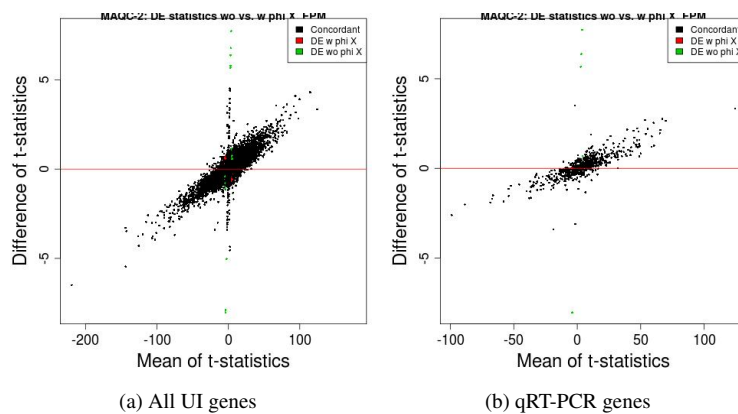 MAQC-2: DE statistics wo vs. w phi X, FPM
Concordant
DE w phi X
DE wo phi X
Difference of t-statistics
5
0
-5
-200
-100
0
100
Mean of t-statistics
(a) All UI genes
MAQC-2: DE statistics wo vs. w phi X, FPM
Concordant
DE w phi X
DE wo phi X
Difference of t-statistics
5
0
-5
-100
-50
0
50
100
Mean of t-statistics
(b) qRT-PCR genes